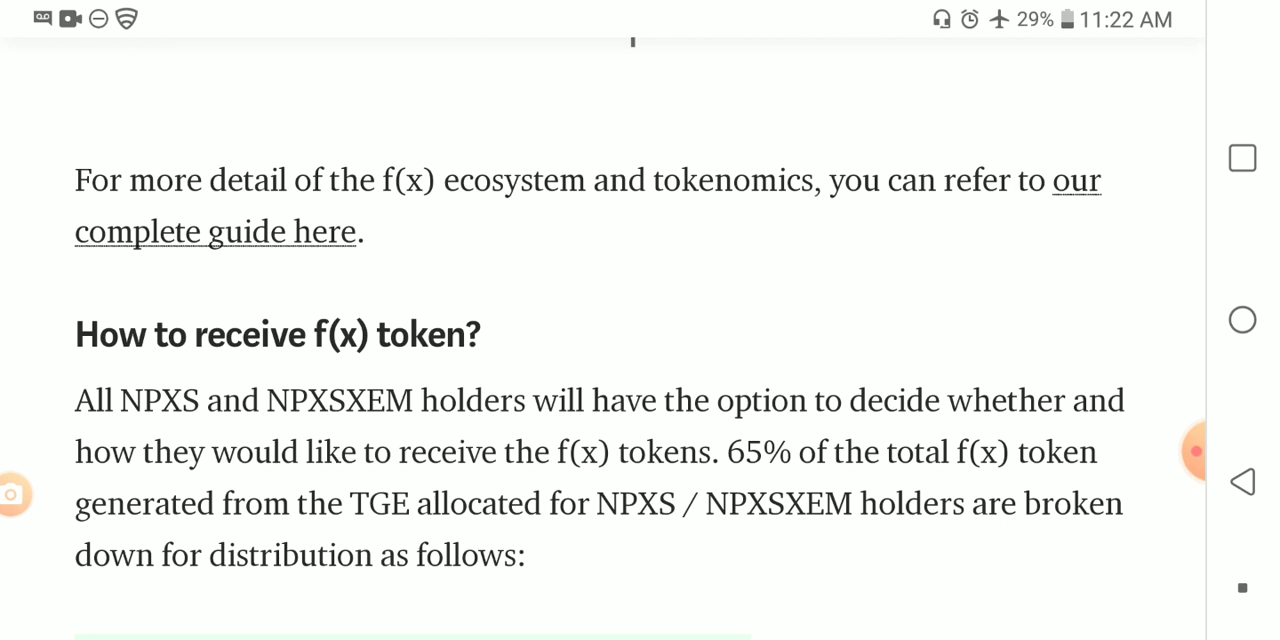 29% 11:22 AM
For more detail of the f(x) ecosystem and tokenomics, you can refer to our
complete guide here.
How to receive f(x) token?
All NPXS and NPXSXEM holders will have the option to decide whether and
how they would like to receive the f(x) tokens. 65% of the total f(x) token
generated from the TGE allocated for NPXS / NPXSXEM holders are broken
down for distribution as follows: